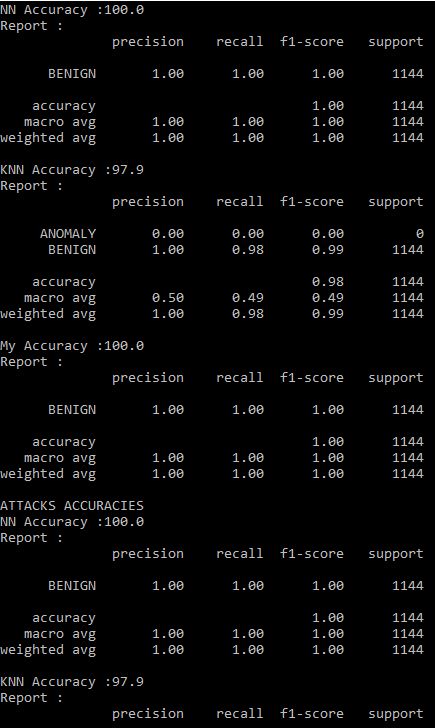 NN Accuracy :100.0
Report :
precision recall f1-score support
BENIGN 1.00 1.00 1.00 1144
accuracy 1.00 1144
macro avg 1.00 1.00 1.00 1144
weighted avg 1.00 1.00 1.00 1144
KNN Accuracy :97.9
Report :
precision recall f1-score support
ANOMALY 0.00 0.00 0.00 0
BENIGN 1.00 0.98 0.99 1144
accuracy 0.98 1144
macro avg 0.50 0.49 0.49 1144
weighted avg 1.00 0.98 0.99 1144
My Accuracy :100.0
Report :
precision recall f1-score support
BENIGN 1.00 1.00 1.00 1144
accuracy 1.00 1144
macro avg 1.00 1.00 1.00 1144
weighted avg 1.00 1.00 1.00 1144
ATTACKS ACCURACIES
NN Accuracy :100.0
Report :
precision recall f1-score support
BENIGN 1.00 1.00 1.00 1144
accuracy 1.00 1144
macro avg 1.00 1.00 1.00 1144
weighted avg 1.00 1.00 1.00 1144
KNN Accuracy :97.9
Report :
precision recall f1-score support